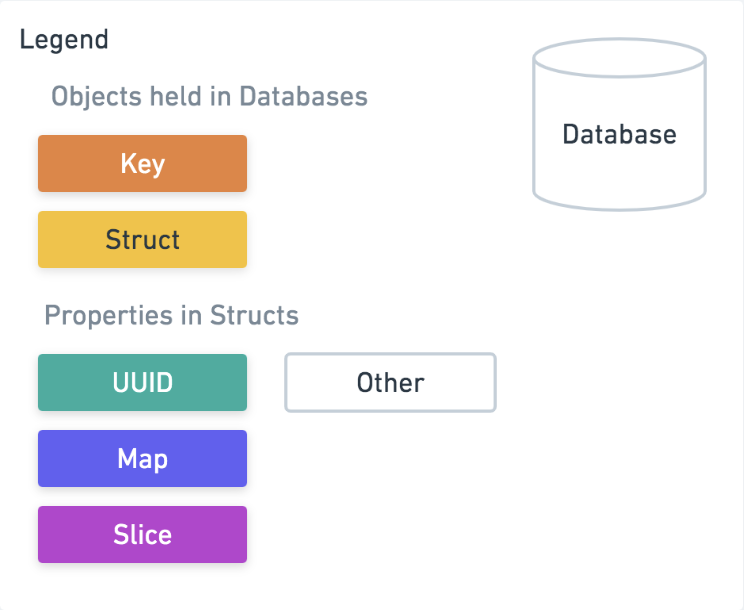 Legend
Objects held in Databases
Database
Key
Struct
Properties in Structs
UUID
Other
Map
Slice